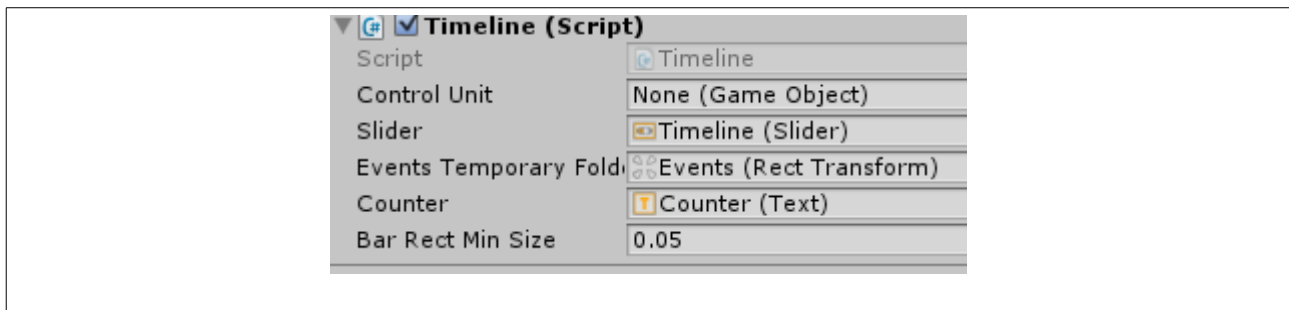 Timeline (Script)
Script Timeline
Control Unit None (Game Object)
Slider Timeline (Slider)
Events Temporary Fold Events (Rect Transform)
Counter Counter (Text)
Bar Rect Min Size 0.05